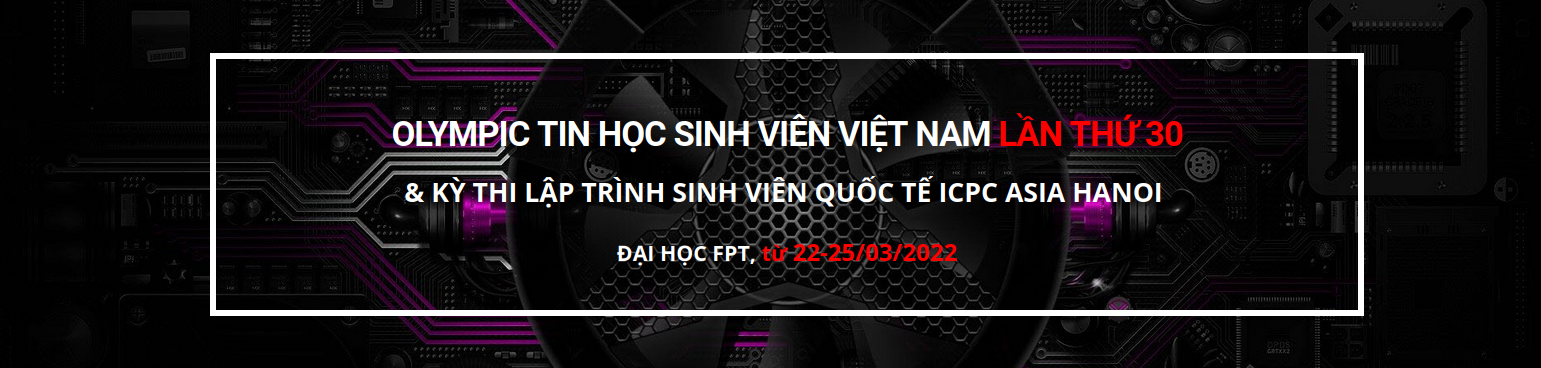 OLYMPIC TIN HỌC SINH VIÊN VIỆT NAM LẦN THỨ 30
& KỲ THI LẬP TRÌNH SINH VIÊN QUỐC TẾ ICPC ASIA HANOI
ĐẠI HỌC FPT, từ 22-25/03/2022